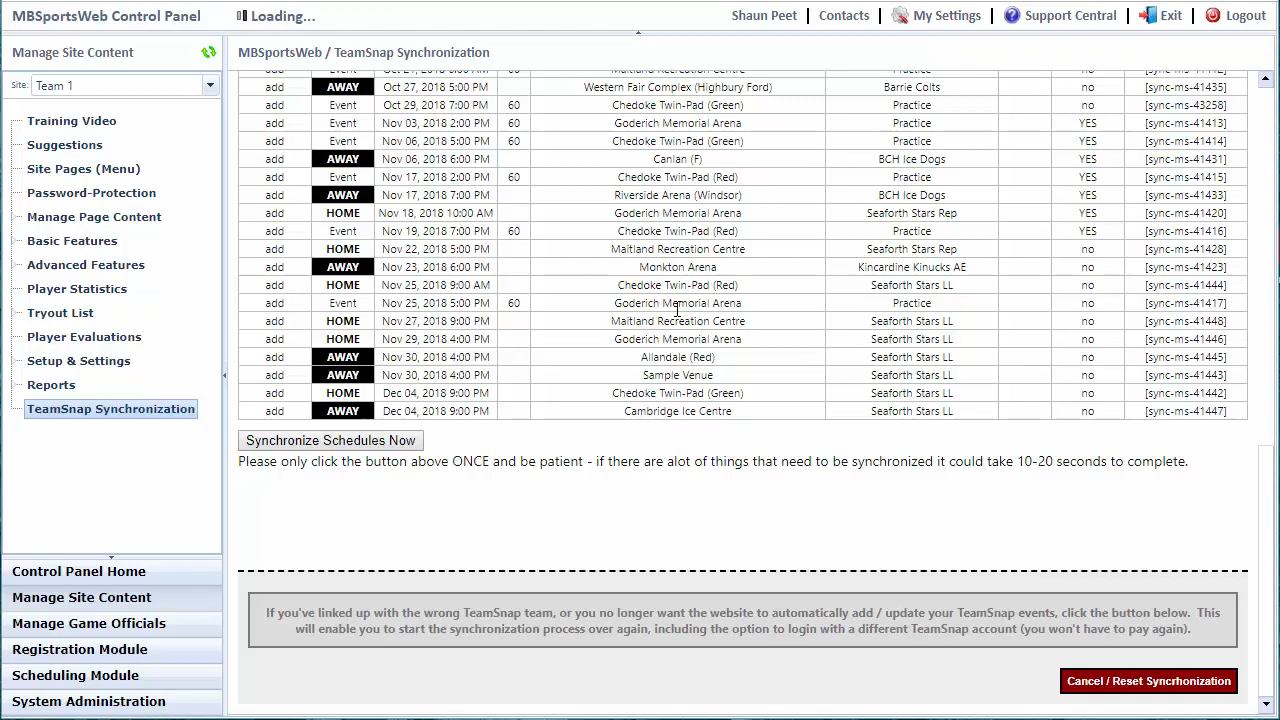 MBSportsWeb Control Panel
Loading...
Shaun Peet
Contacts
My Settings
Support Central
Exit
Logout
Manage Site Content
MBSportsWeb / TeamSnap Synchronization
Site: Team 1
Training Video
Suggestions
Site Pages (Menu)
Password-Protection
Manage Page Content
Basic Features
Advanced Features
Player Statistics
Tryout List
Player Evaluations
Setup & Settings
Reports
TeamSnap Synchronization
Control Panel Home
Manage Site Content
Manage Game Officials
Registration Module
Scheduling Module
System Administration
add AWAY Oct 27, 2018 5:00 PM Western Fair Complex (Highbury Ford) Barrie Colts no [sync-ms-41435]
add Event Oct 29, 2018 7:00 PM 60 Chedoke Twin-Pad (Green) Practice no [sync-ms-43258]
add Event Nov 03, 2018 2:00 PM 60 Goderich Memorial Arena Practice YES [sync-ms-41413]
add Event Nov 06, 2018 5:00 PM 60 Chedoke Twin-Pad (Green) Practice YES [sync-ms-41414]
add AWAY Nov 06, 2018 6:00 PM Canlan (F) BCH Ice Dogs YES [sync-ms-41431]
add Event Nov 17, 2018 2:00 PM 60 Chedoke Twin-Pad (Red) Practice YES [sync-ms-41415]
add AWAY Nov 17, 2018 7:00 PM Riverside Arena (Windsor) BCH Ice Dogs YES [sync-ms-41433]
add HOME Nov 18, 2018 10:00 AM Goderich Memorial Arena Seaforth Stars Rep YES [sync-ms-41420]
add Event Nov 19, 2018 7:00 PM 60 Chedoke Twin-Pad (Red) Practice YES [sync-ms-41416]
add HOME Nov 22, 2018 5:00 PM Maitland Recreation Centre Seaforth Stars Rep no [sync-ms-41428]
add AWAY Nov 23, 2018 6:00 PM Monkton Arena Kincardine Kinucks AE no [sync-ms-41423]
add HOME Nov 25, 2018 9:00 AM Chedoke Twin-Pad (Red) Seaforth Stars LL no [sync-ms-41444]
add Event Nov 25, 2018 5:00 PM 60 Goderich Memorial Arena Practice no [sync-ms-41417]
add HOME Nov 27, 2018 9:00 PM Maitland Recreation Centre Seaforth Stars LL no [sync-ms-41448]
add HOME Nov 29, 2018 4:00 PM Goderich Memorial Arena Seaforth Stars LL no [sync-ms-41446]
add AWAY Nov 30, 2018 4:00 PM Allandale (Red) Seaforth Stars LL no [sync-ms-41445]
add AWAY Nov 30, 2018 4:00 PM Sample Venue Seaforth Stars LL no [sync-ms-41443]
add HOME Dec 04, 2018 9:00 PM Chedoke Twin-Pad (Green) Seaforth Stars LL no [sync-ms-41442]
add AWAY Dec 04, 2018 9:00 PM Cambridge Ice Centre Seaforth Stars LL no [sync-ms-41447]
Synchronize Schedules Now
Please only click the button above ONCE and be patient - if there are alot of things that need to be synchronized it could take 10-20 seconds to complete.
If you've linked up with the wrong TeamSnap team, or you no longer want the website to automatically add / update your TeamSnap events, click the button below. This
will enable you to start the synchronization process over again, including the option to login with a different TeamSnap account (you won't have to pay again).
Cancel / Reset Syncrhonization